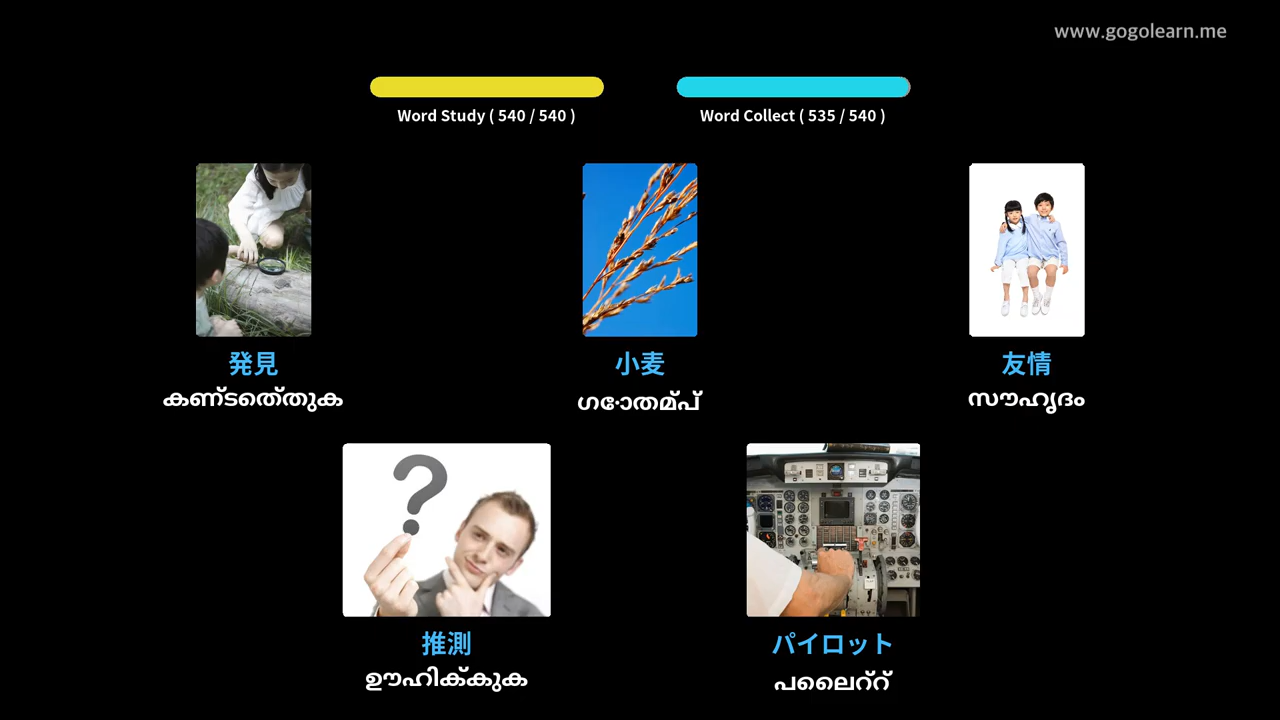 www.gogolearn.me
Word Study ( 540 / 540 )
Word Collect ( 535 / 540 )
発見
കണ്ടെത്തുക
小麦
ഗോതമ്പ്
友情
സൗഹൃദം
推測
ഊഹിക്കുക
パイロット
പൈലറ്റ്